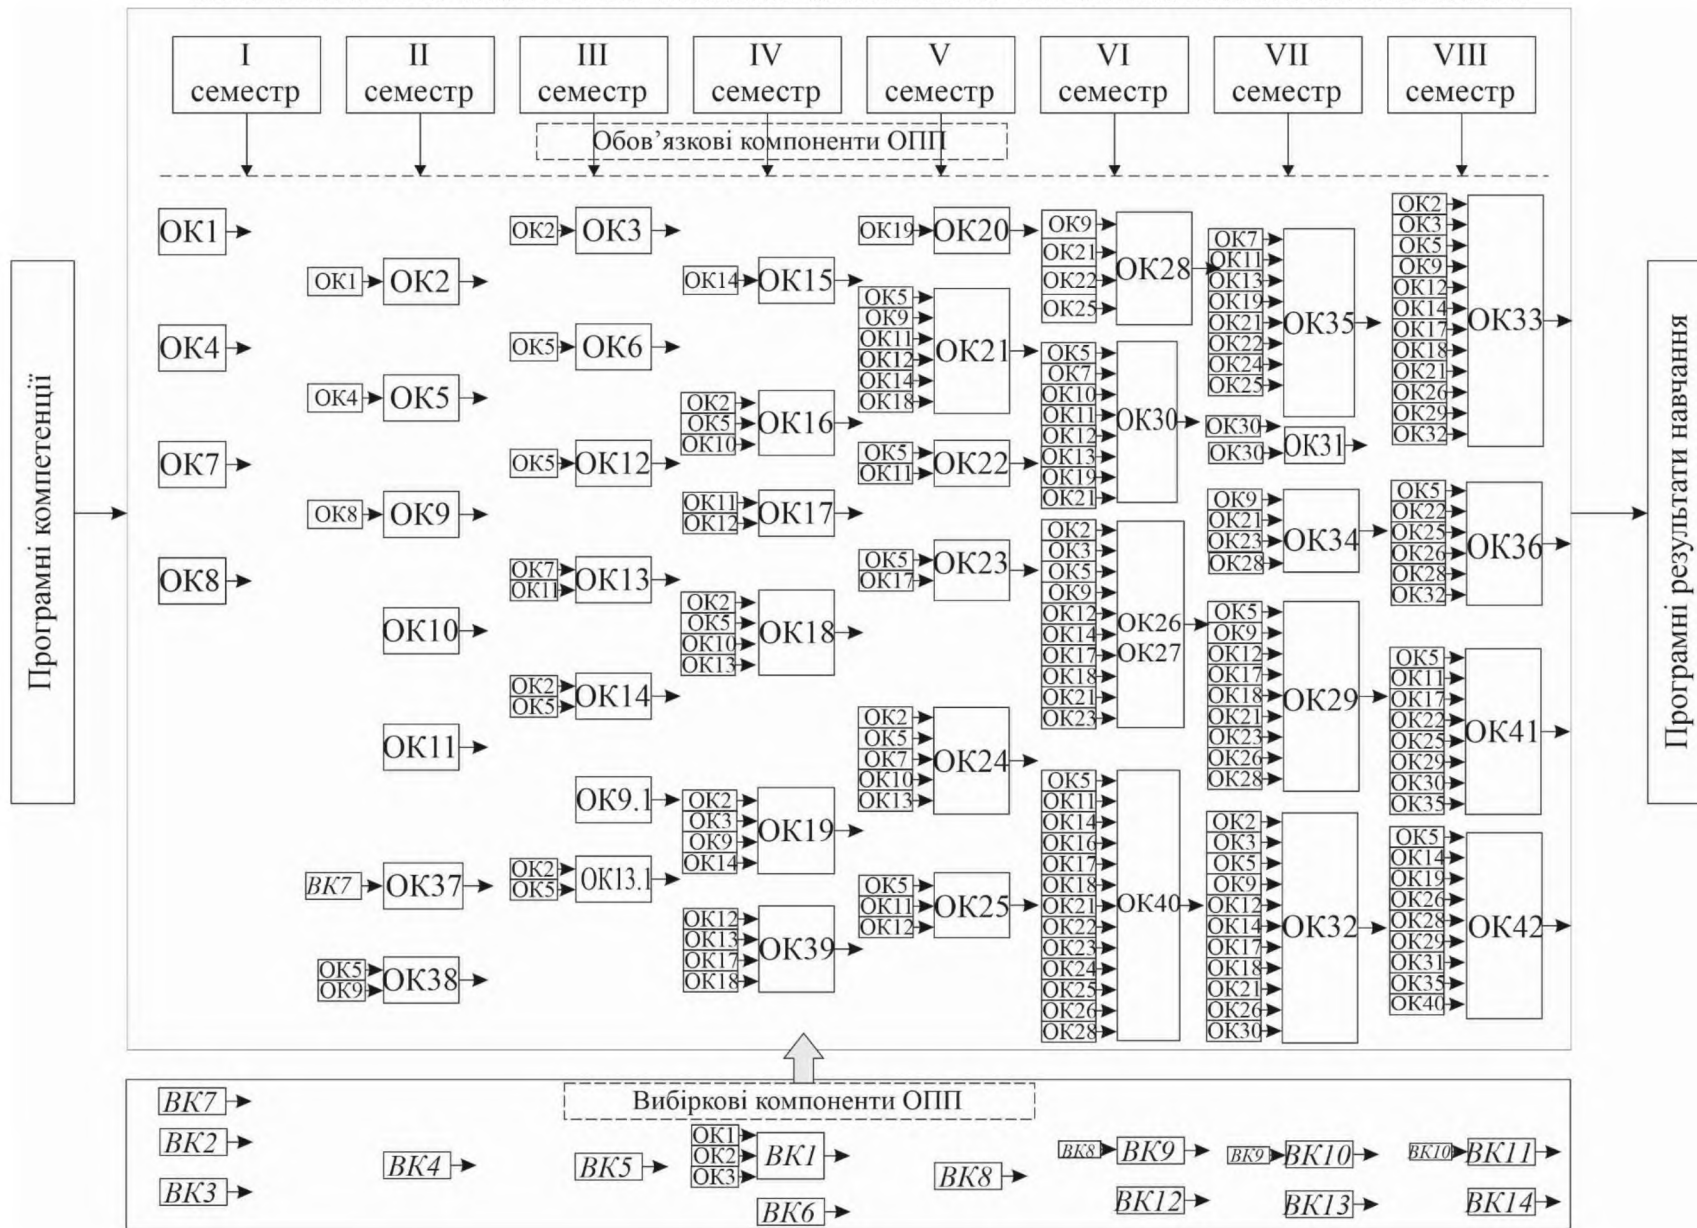 I
семестр
II
семестр
III
семестр
IV
семестр
V
семестр
VI
семестр
VII
семестр
VIII
семестр
Обов’язкові компоненти ОПП
Програмні компетенції
ОК1
ОК4
ОК7
ОК8
ОК1
ОК2
ОК4
ОК5
ОК8
ОК9
ОК10
ОК11
ВК7
ОК37
ОК5
ОК9
ОК38
ОК2
ОК3
ОК5
ОК6
ОК5
ОК12
ОК7
ОК11
ОК13
ОК2
ОК5
ОК14
ОК9.1
ОК2
ОК5
ОК13.1
ОК14
ОК15
ОК2
ОК5
ОК10
ОК16
ОК11
ОК12
ОК17
ОК2
ОК5
ОК10
ОК13
ОК18
ОК2
ОК3
ОК9
ОК14
ОК19
ОК12
ОК13
ОК17
ОК18
ОК39
ОК19
ОК20
ОК5
ОК9
ОК11
ОК12
ОК14
ОК18
ОК21
ОК5
ОК11
ОК22
ОК5
ОК17
ОК23
ОК2
ОК5
ОК7
ОК10
ОК13
ОК24
ОК5
ОК11
ОК12
ОК25
ОК9
ОК21
ОК22
ОК25
ОК28
ОК5
ОК7
ОК10
ОК11
ОК12
ОК13
ОК19
ОК21
ОК30
ОК2
ОК3
ОК5
ОК9
ОК12
ОК14
ОК17
ОК18
ОК21
ОК23
ОК26
ОК27
ОК5
ОК11
ОК14
ОК16
ОК17
ОК18
ОК21
ОК22
ОК23
ОК24
ОК25
ОК26
ОК28
ОК40
ОК7
ОК11
ОК13
ОК19
ОК21
ОК22
ОК24
ОК25
ОК35
ОК30
ОК30
ОК31
ОК9
ОК21
ОК23
ОК28
ОК34
ОК5
ОК9
ОК12
ОК17
ОК18
ОК21
ОК23
ОК26
ОК28
ОК29
ОК2
ОК3
ОК5
ОК9
ОК12
ОК14
ОК17
ОК18
ОК21
ОК26
ОК30
ОК32
ОК2
ОК3
ОК5
ОК9
ОК12
ОК14
ОК17
ОК18
ОК21
ОК26
ОК29
ОК32
ОК33
ОК5
ОК22
ОК25
ОК26
ОК28
ОК32
ОК36
ОК5
ОК11
ОК17
ОК22
ОК25
ОК29
ОК30
ОК35
ОК41
ОК5
ОК14
ОК19
ОК26
ОК28
ОК29
ОК31
ОК35
ОК40
ОК42
Програмні результати навчання
Вибіркові компоненти ОПП
ВК7
ВК2
ВК3
ВК4
ВК5
ОК1
ОК2
ОК3
ВК1
ВК6
ВК8
ВК8
ВК9
ВК12
ВК9
ВК10
ВК13
ВК10
ВК11
ВК14